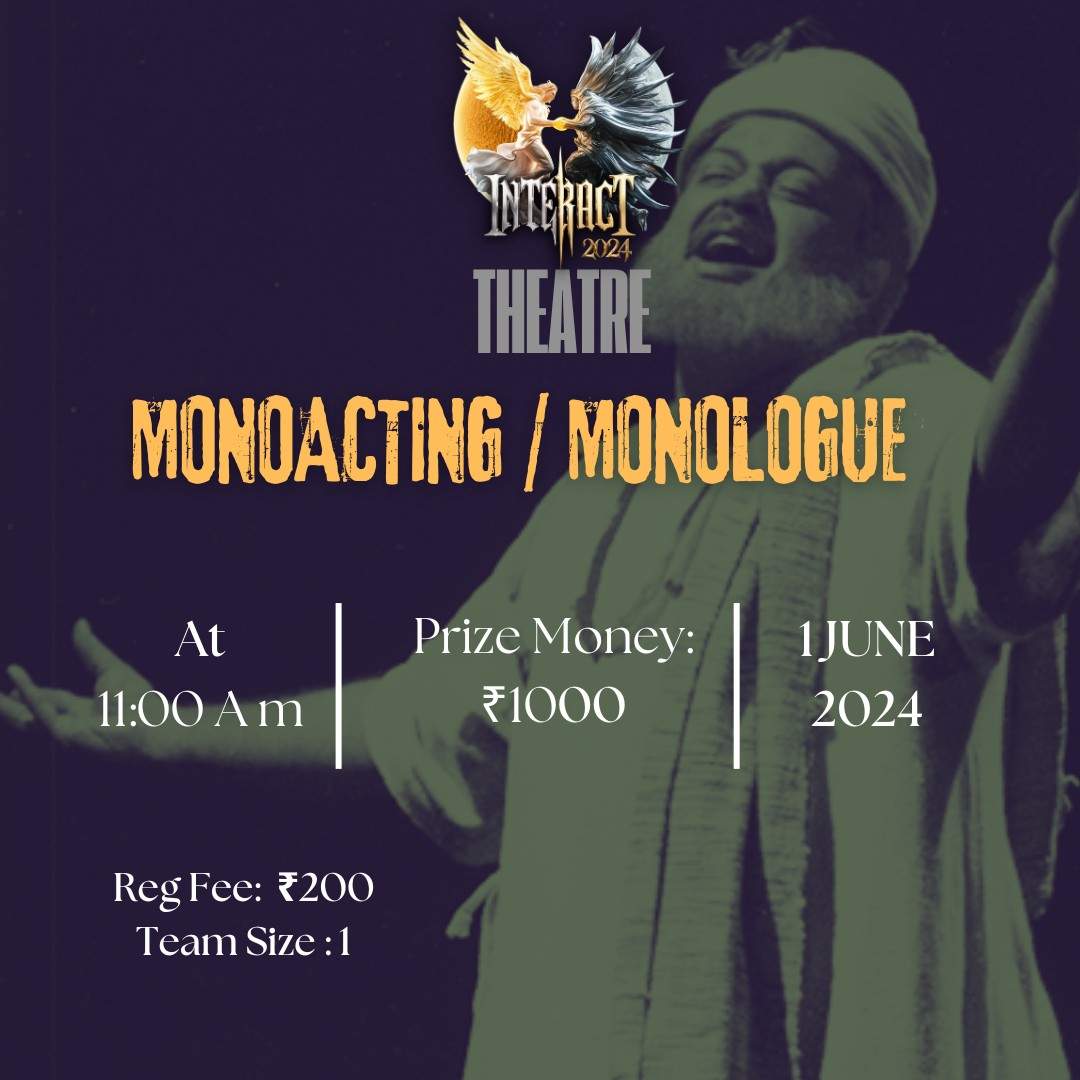 INTERACT
2024
THEATRE
MONOACTING / MONOLOGUE
At
11:00 A m
Prize Money:
₹1000
1 JUNE
2024
Reg Fee: ₹200
Team Size : 1